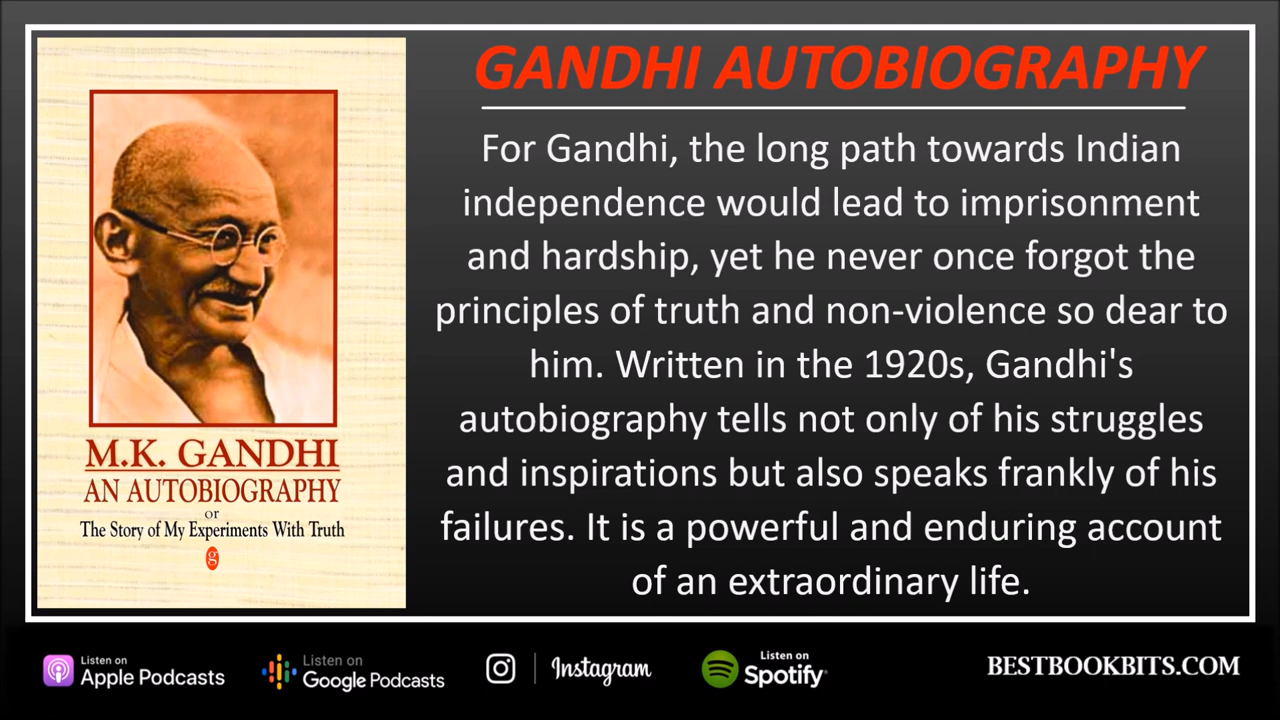 GANDHI AUTOBIOGRAPHY
For Gandhi, the long path towards Indian
independence would lead to imprisonment
and hardship, yet he never once forgot the
principles of truth and non-violence so dear to
him. Written in the 1920s, Gandhi's
autobiography tells not only of his struggles
and inspirations but also speaks frankly of his
failures. It is a powerful and enduring account
of an extraordinary life.
M.K. GANDHI
AN AUTOBIOGRAPHY
or
The Story of My Experiments With Truth
g
Listen on
Apple Podcasts
Listen on
Google Podcasts
Instagram
Listen on
Spotify
BESTBOOKBITS.COM